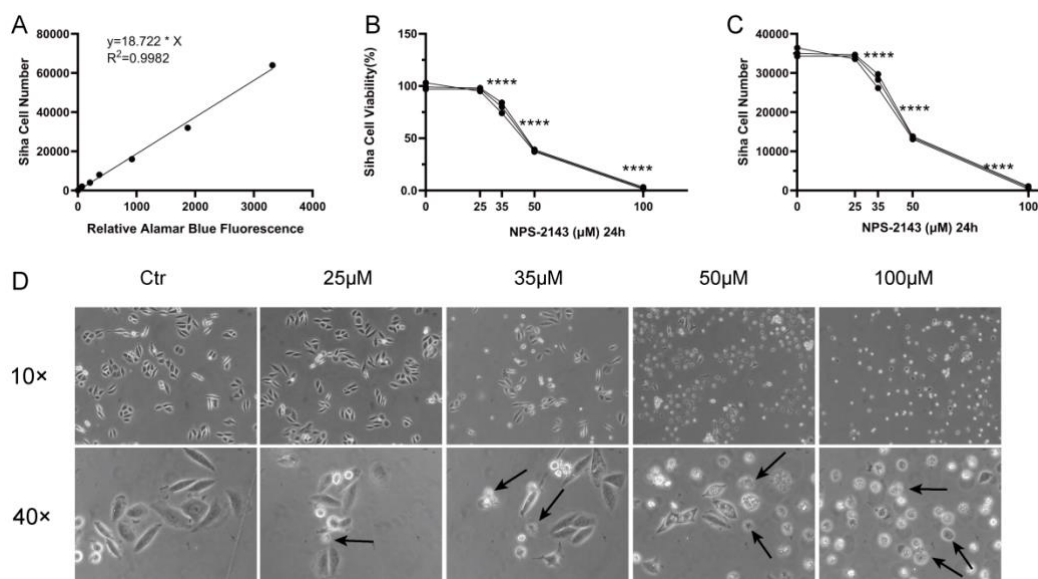 A
y=18.722 * X
R²=0.9982
80000
60000
40000
20000
0
Siha Cell Number
0 1000 2000 3000 4000
Relative Alamar Blue Fluorescence
B
150
100
50
0.0
Siha Cell Viability(%)
****
****
****
0 25 35 50 100
NPS-2143 (µM) 24h
C
40000
30000
20000
10000
0
Siha Cell Number
****
****
****
0 25 35 50 100
NPS-2143 (µM) 24h
D
Ctr 25µM 35µM 50µM 100µM
10×
40×